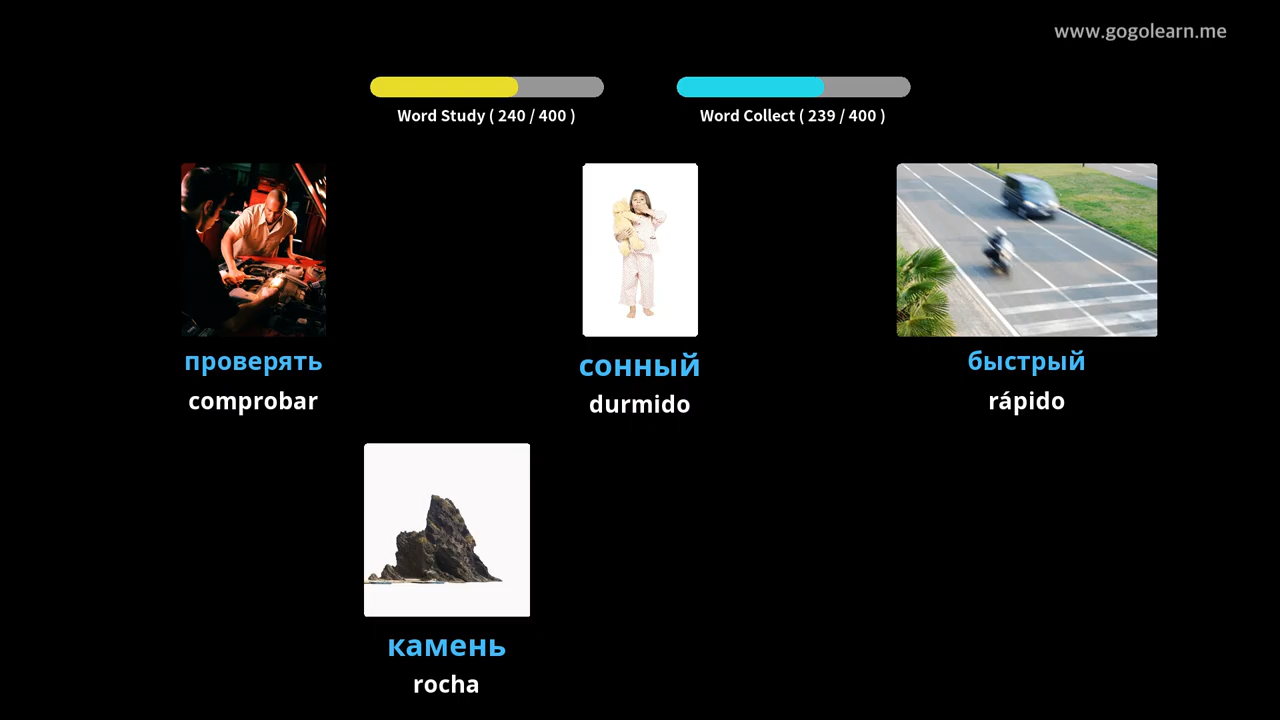 www.gogolearn.me
Word Study ( 240 / 400 )
Word Collect ( 239 / 400 )
проверять
comprobar
сонный
durmido
быстрый
rápido
камень
rocha